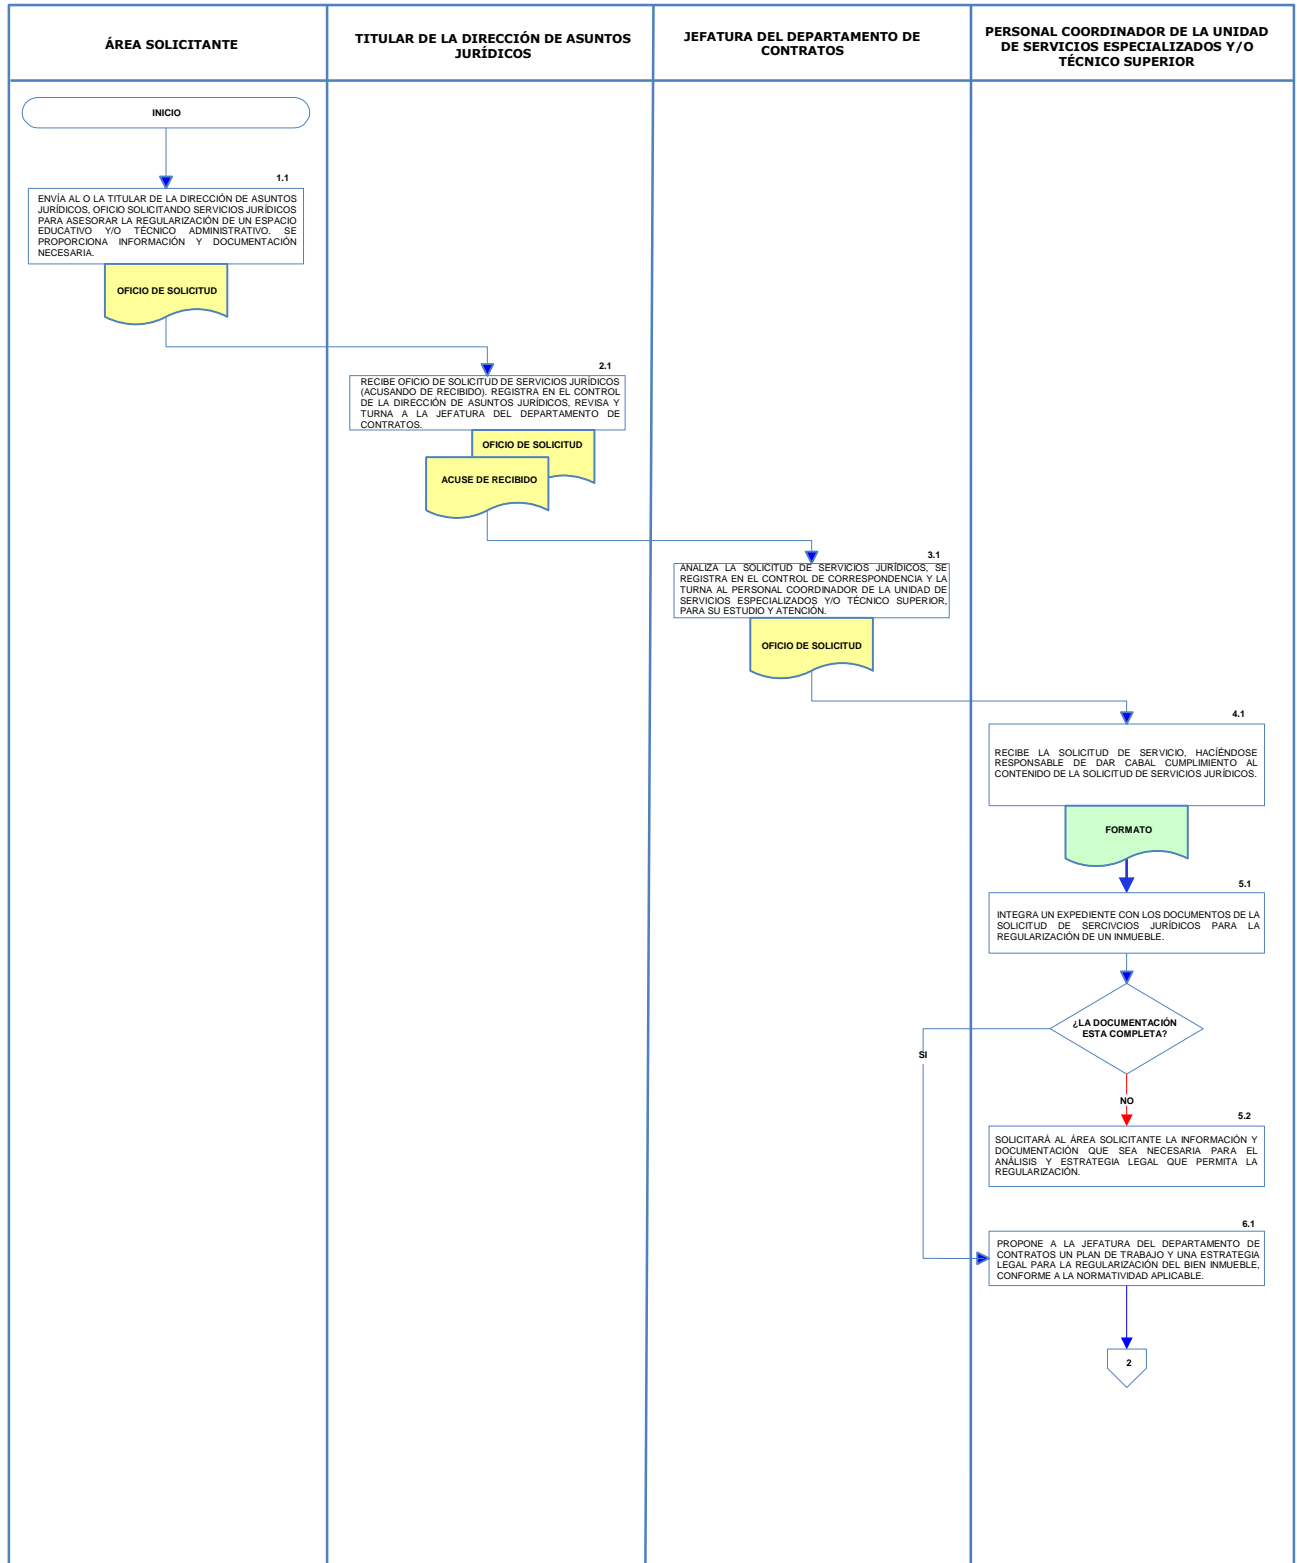 ÁREA SOLICITANTE
TITULAR DE LA DIRECCIÓN DE ASUNTOS
JURÍDICOS
JEFATURA DEL DEPARTAMENTO DE
CONTRATOS
PERSONAL COORDINADOR DE LA UNIDAD
DE SERVICIOS ESPECIALIZADOS Y/O
TÉCNICO SUPERIOR
INICIO
1.1
ENVÍA AL O LA TITULAR DE LA DIRECCIÓN DE ASUNTOS
JURÍDICOS, OFICIO SOLICITANDO SERVICIOS JURÍDICOS
PARA ASESORAR LA REGULARIZACIÓN DE UN ESPACIO
EDUCATIVO Y/O TÉCNICO ADMINISTRATIVO. SE
PROPORCIONA INFORMACIÓN Y DOCUMENTACIÓN
NECESARIA.
OFICIO DE SOLICITUD
2.1
RECIBE OFICIO DE SOLICITUD DE SERVICIOS JURÍDICOS
(ACUSANDO DE RECIBIDO). REGISTRA EN EL CONTROL
DE LA DIRECCIÓN DE ASUNTOS JURÍDICOS, REVISA Y
TURNA A LA JEFATURA DEL DEPARTAMENTO DE
CONTRATOS.
OFICIO DE SOLICITUD
ACUSE DE RECIBIDO
3.1
ANALIZA LA SOLICITUD DE SERVICIOS JURÍDICOS, SE
REGISTRA EN EL CONTROL DE CORRESPONDENCIA Y LA
TURNA AL PERSONAL COORDINADOR DE LA UNIDAD DE
SERVICIOS ESPECIALIZADOS Y/O TÉCNICO SUPERIOR,
PARA SU ESTUDIO Y ATENCIÓN.
OFICIO DE SOLICITUD
4.1
RECIBE LA SOLICITUD DE SERVICIO, HACÍÉNDOSE
RESPONSABLE DE DAR CABAL CUMPLIMIENTO AL
CONTENIDO DE LA SOLICITUD DE SERVICIOS JURÍDICOS.
FORMATO
5.1
INTEGRA UN EXPEDIENTE CON LOS DOCUMENTOS DE LA
SOLICITUD DE SERCIVCIOS JURÍDICOS PARA LA
REGULARIZACIÓN DE UN INMUEBLE.
¿LA DOCUMENTACIÓN
ESTA COMPLETA?
SI
NO
5.2
SOLICITARÁ AL ÁREA SOLICITANTE LA INFORMACIÓN Y
DOCUMENTACIÓN QUE SEA NECESARIA PARA EL
ANÁLISIS Y ESTRATEGIA LEGAL QUE PERMITA LA
REGULARIZACIÓN.
6.1
PROPONE A LA JEFATURA DEL DEPARTAMENTO DE
CONTRATOS UN PLAN DE TRABAJO Y UNA ESTRATEGIA
LEGAL PARA LA REGULARIZACIÓN DEL BIEN INMUEBLE,
CONFORME A LA NORMATIVIDAD APLICABLE.
2